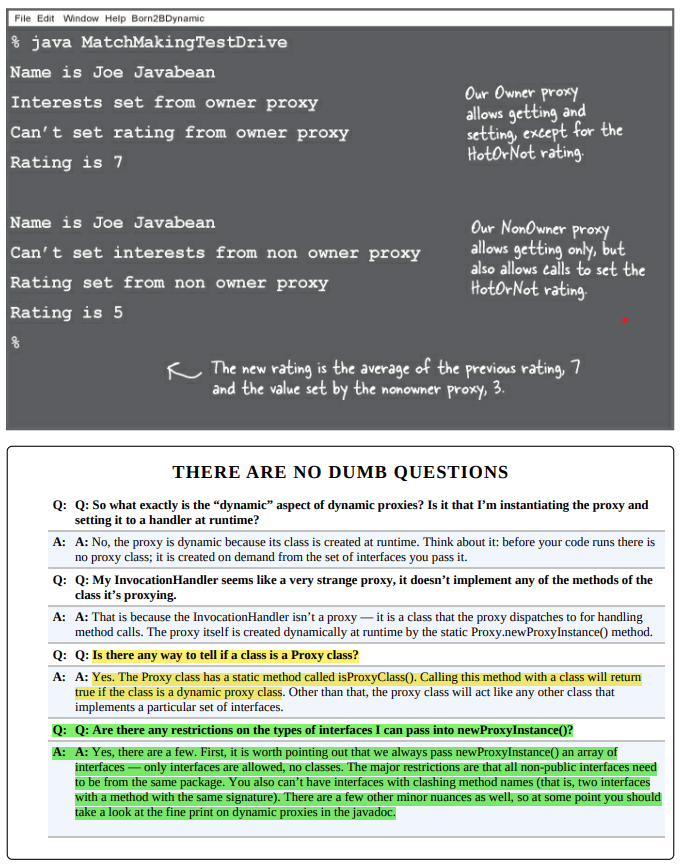 File Edit Window Help Born2BDynamic
% java MatchMakingTestDrive
Name is Joe Javabean
Interests set from owner proxy
Can't set rating from owner proxy
Rating is 7
Our Owner proxy
allows getting and
setting, except for the
HotOrNot rating.
Name is Joe Javabean
Can't set interests from non owner proxy
Rating set from non owner proxy
Rating is 5
%
Our NonOwner proxy
allows getting only, but
also allows calls to set the
HotOrNot rating.
The new rating is the average of the previous rating, 7
and the value set by the nonowner proxy, 3.
THERE ARE NO DUMB QUESTIONS
Q: Q: So what exactly is the “dynamic” aspect of dynamic proxies? Is it that I’m instantiating the proxy and
setting it to a handler at runtime?
A: A: No, the proxy is dynamic because its class is created at runtime. Think about it: before your code runs there is
no proxy class; it is created on demand from the set of interfaces you pass it.
Q: Q: My InvocationHandler seems like a very strange proxy, it doesn’t implement any of the methods of the
class it’s proxying.
A: A: That is because the InvocationHandler isn’t a proxy — it is a class that the proxy dispatches to for handling
method calls. The proxy itself is created dynamically at runtime by the static Proxy.newProxyInstance() method.
Q: Q: Is there any way to tell if a class is a Proxy class?
A: A: Yes. The Proxy class has a static method called isProxyClass(). Calling this method with a class will return
true if the class is a dynamic proxy class. Other than that, the proxy class will act like any other class that
implements a particular set of interfaces.
Q: Q: Are there any restrictions on the types of interfaces I can pass into newProxyInstance()?
A: A: Yes, there are a few. First, it is worth pointing out that we always pass newProxyInstance() an array of
interfaces — only interfaces are allowed, no classes. The major restrictions are that all non-public interfaces need
to be from the same package. You also can’t have interfaces with clashing method names (that is, two interfaces
with a method with the same signature). There are a few other minor nuances as well, so at some point you should
take a look at the fine print on dynamic proxies in the javadoc.